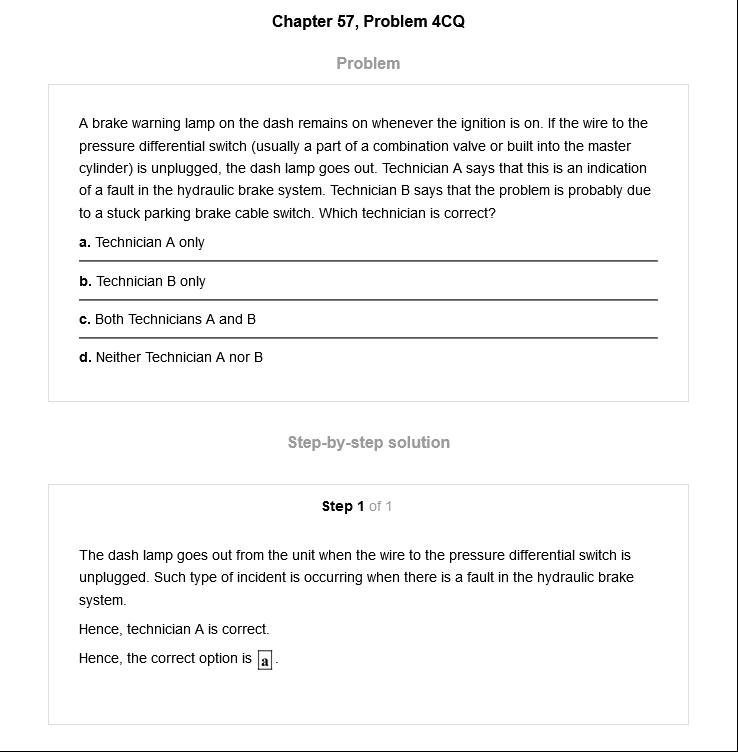 Chapter 57, Problem 4CQ
Problem
A brake warning lamp on the dash remains on whenever the ignition is on. If the wire to the
pressure differential switch (usually a part of a combination valve or built into the master
cylinder) is unplugged, the dash lamp goes out. Technician A says that this is an indication
of a fault in the hydraulic brake system. Technician B says that the problem is probably due
to a stuck parking brake cable switch. Which technician is correct?
a. Technician A only
b. Technician B only
c. Both Technicians A and B
d. Neither Technician A nor B
Step-by-step solution
Step 1 of 1
The dash lamp goes out from the unit when the wire to the pressure differential switch is
unplugged. Such type of incident is occurring when there is a fault in the hydraulic brake
system.
Hence, technician A is correct.
Hence, the correct option is a.